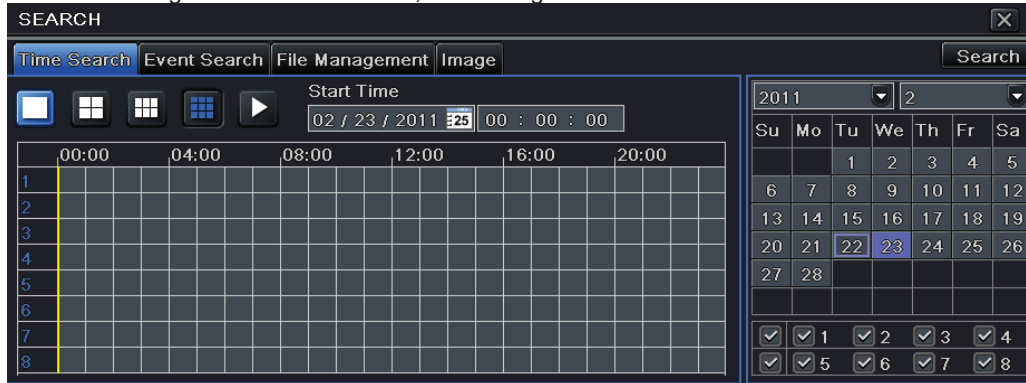 SEARCH
Time Search Event Search File Management Image Search
Start Time
02 / 23 / 2011 25 00 : 00 : 00
00:00 04:00 08:00 12:00 16:00 20:00
1
2
3
4
5
6
7
8
2011 2
Su Mo Tu We Th Fr Sa
1 2 3 4 5
6 7 8 9 10 11 12
13 14 15 16 17 18 19
20 21 22 23 24 25 26
27 28
1 2 3 4
5 6 7 8